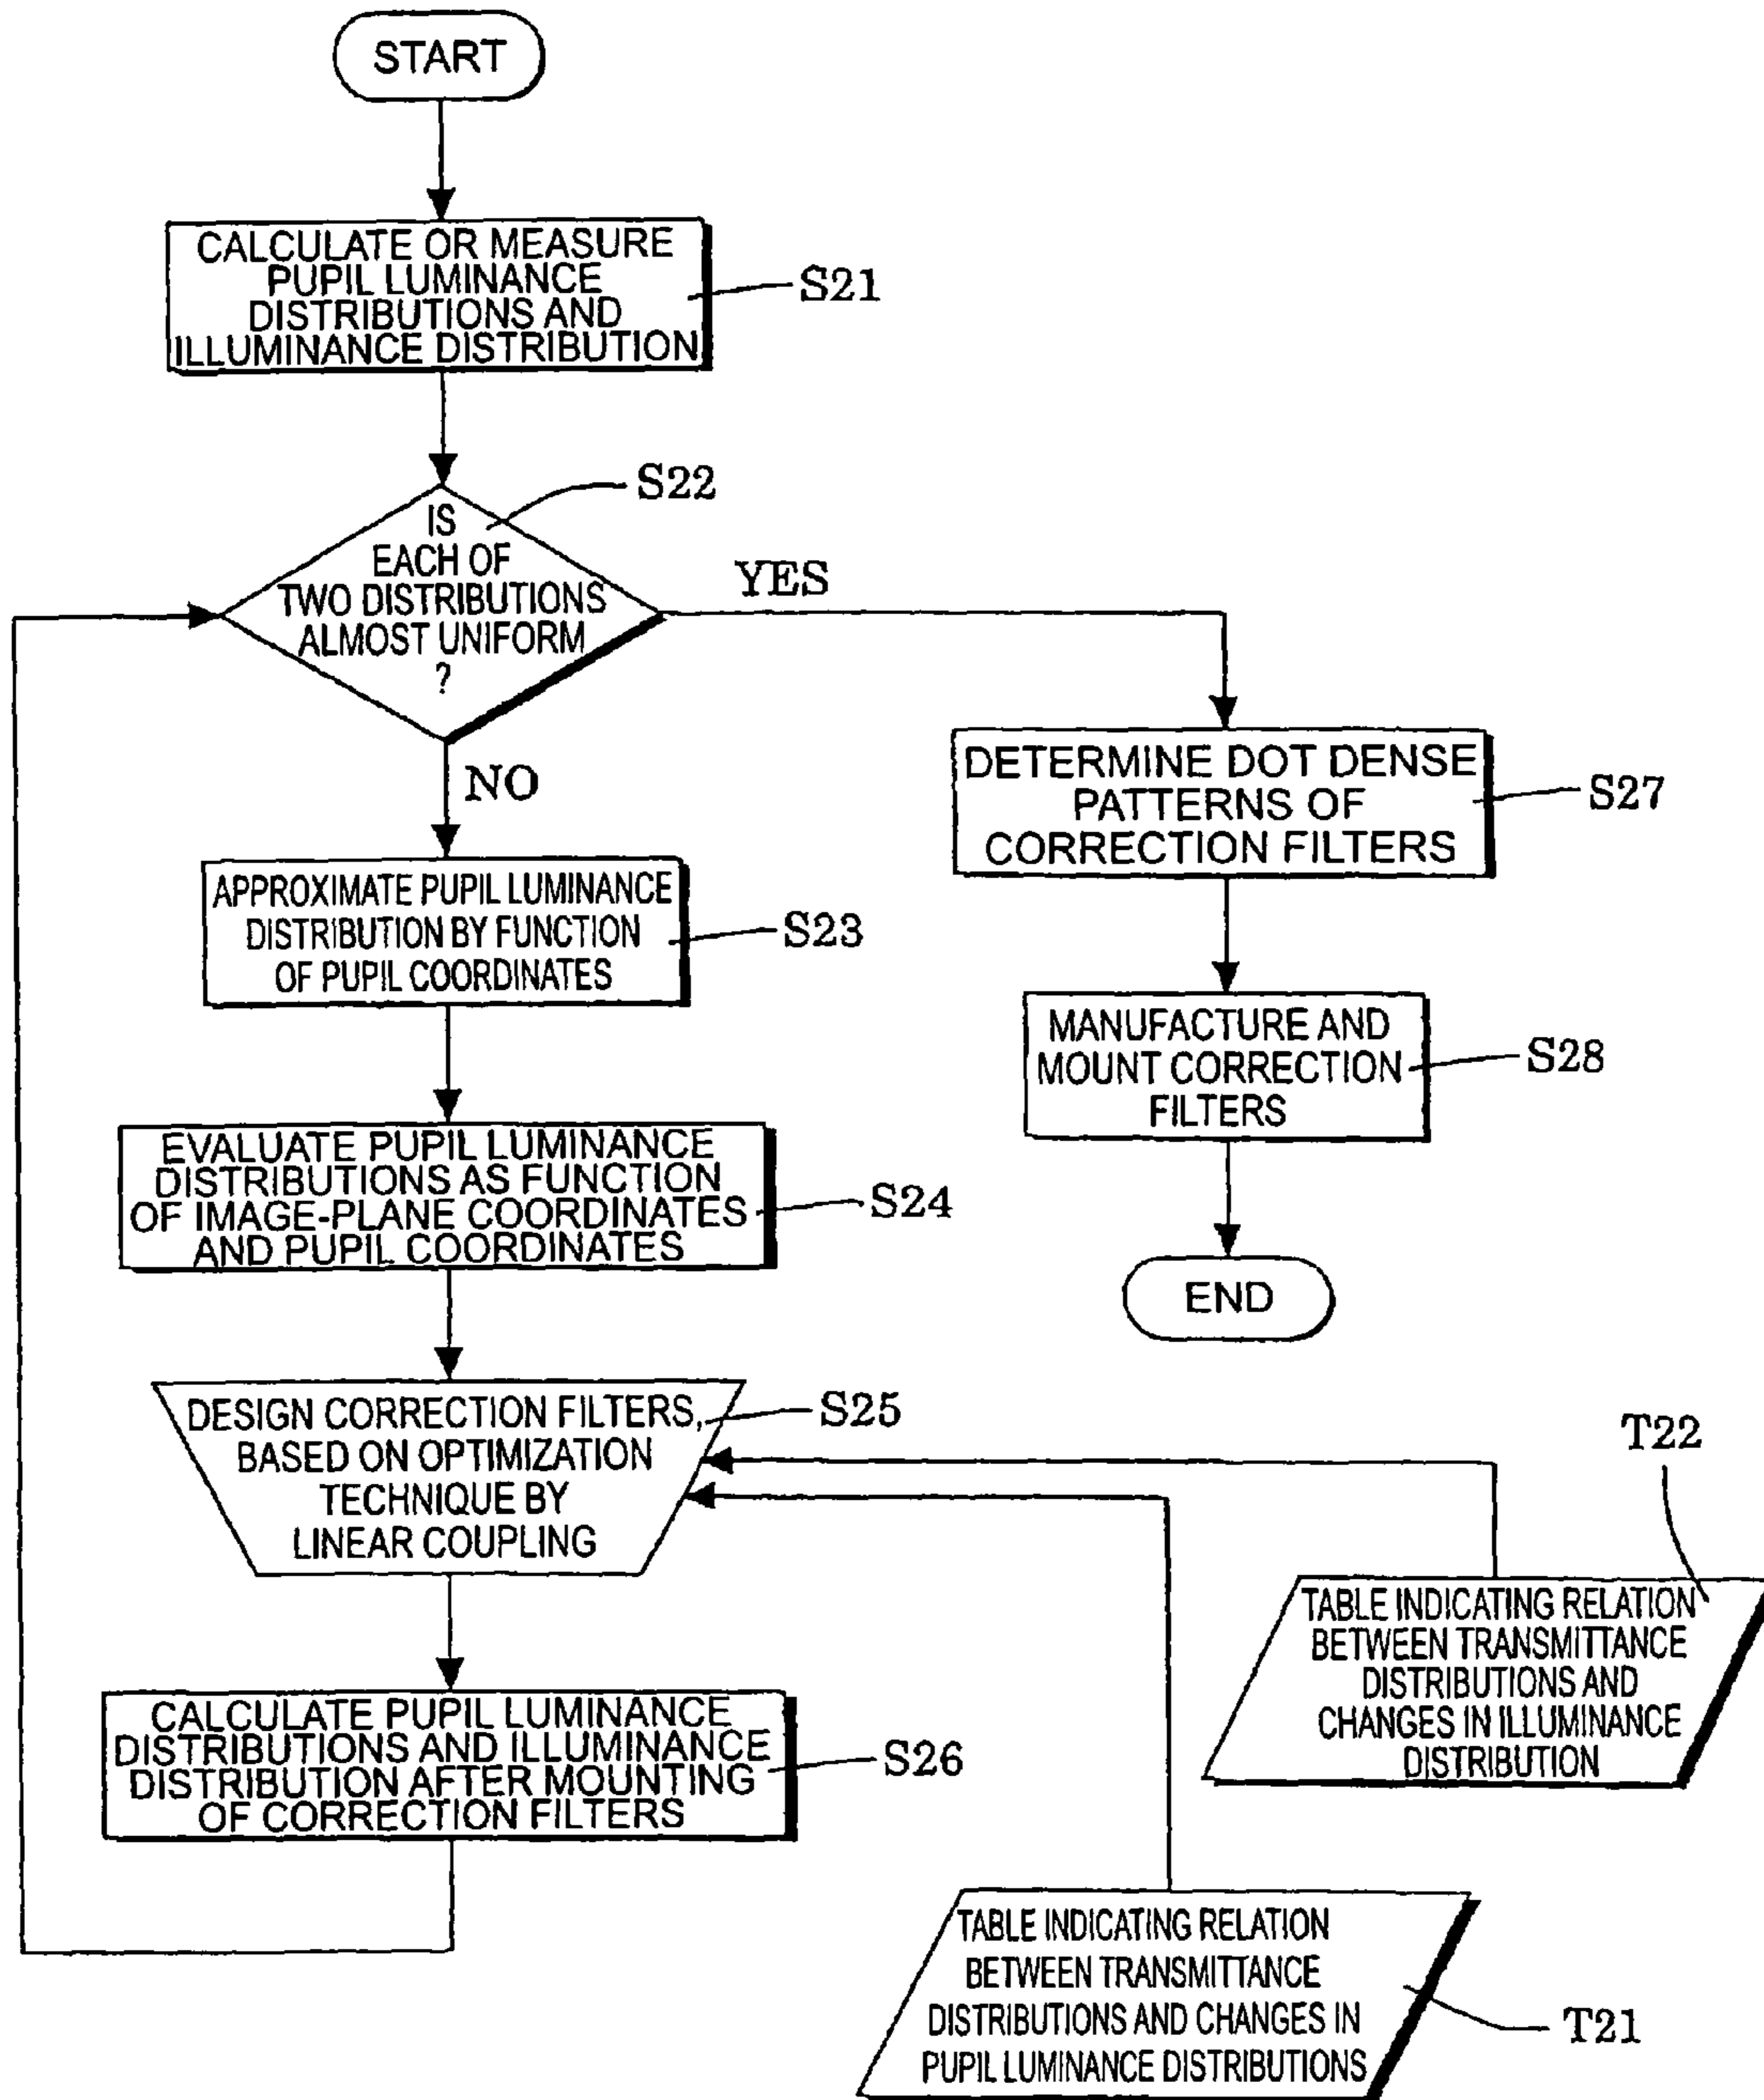 START
CALCULATE OR MEASURE
PUPIL LUMINANCE
DISTRIBUTIONS AND
ILLUMINANCE DISTRIBUTION
S21
S22
IS
EACH OF
TWO DISTRIBUTIONS
ALMOST UNIFORM
?
YES
NO
DETERMINE DOT DENSE
PATTERNS OF
CORRECTION FILTERS
S27
APPROXIMATE PUPIL LUMINANCE
DISTRIBUTION BY FUNCTION
OF PUPIL COORDINATES
S23
MANUFACTURE AND
MOUNT CORRECTION
FILTERS
S28
EVALUATE PUPIL LUMINANCE
DISTRIBUTIONS AS FUNCTION
OF IMAGE-PLANE COORDINATES
AND PUPIL COORDINATES
S24
END
DESIGN CORRECTION FILTERS,
BASED ON OPTIMIZATION
TECHNIQUE BY
LINEAR COUPLING
S25
T22
TABLE INDICATING RELATION
BETWEEN TRANSMITTANCE
DISTRIBUTIONS AND
CHANGES IN ILLUMINANCE
DISTRIBUTION
CALCULATE PUPIL LUMINANCE
DISTRIBUTIONS AND ILLUMINANCE
DISTRIBUTION AFTER MOUNTING
OF CORRECTION FILTERS
S26
TABLE INDICATING RELATION
BETWEEN TRANSMITTANCE
DISTRIBUTIONS AND CHANGES IN
PUPIL LUMINANCE DISTRIBUTIONS
T21